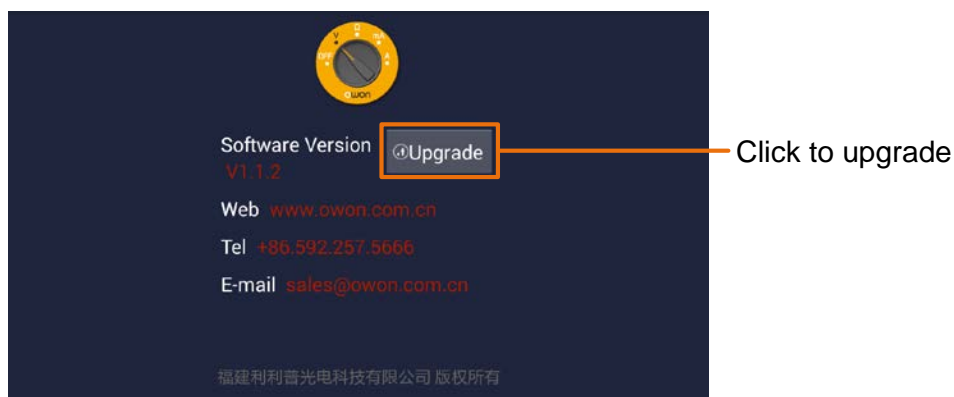 V Ω mA
OFF A
owon
Software Version Upgrade
V1.1.2
Click to upgrade
Web www.owon.com.cn
Tel +86.592.257.5666
E-mail sales@owon.com.cn
福建利利普光电科技有限公司 版权所有